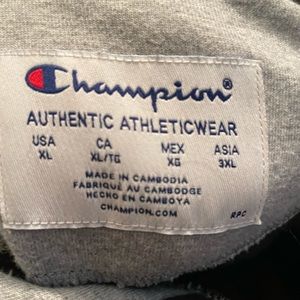 Champion®
AUTHENTIC ATHLETICWEAR
USA CA MEX ASIA
XL XL/TG XG 3XL
MADE IN CAMBODIA
FABRIQUÉ AU CAMBODGE
HECHO EN CAMBOYA
CHAMPION.COM
RPC